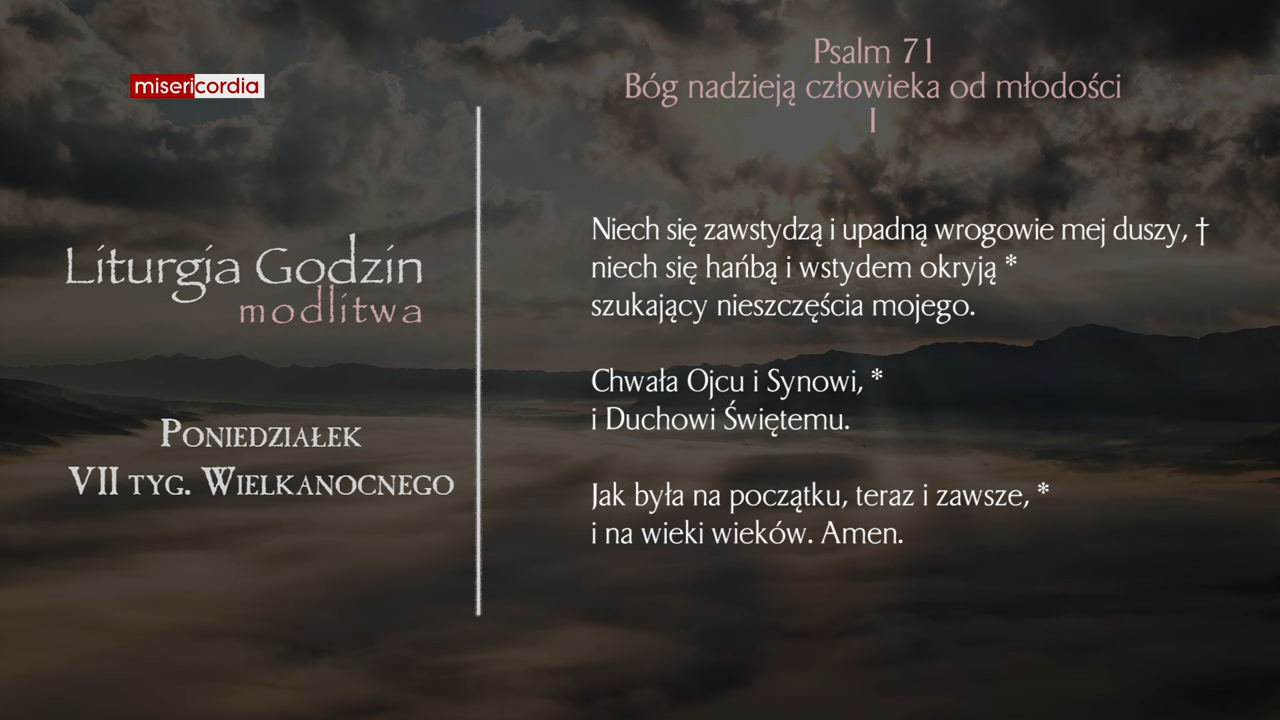 misericordia
Liturgia Godzin
modlitwa
Poniedziałek
VII tyg. Wielkanocnego
Psalm 71
Bóg nadzieją człowieka od młodości
I
Niech się zawstydzą i upadną wrogowie mej duszy, †
niech się hańbą i wstydem okryją *
szukający nieszczęścia mojego.
Chwała Ojcu i Synowi, *
i Duchowi Świętemu.
Jak była na początku, teraz i zawsze, *
i na wieki wieków. Amen.